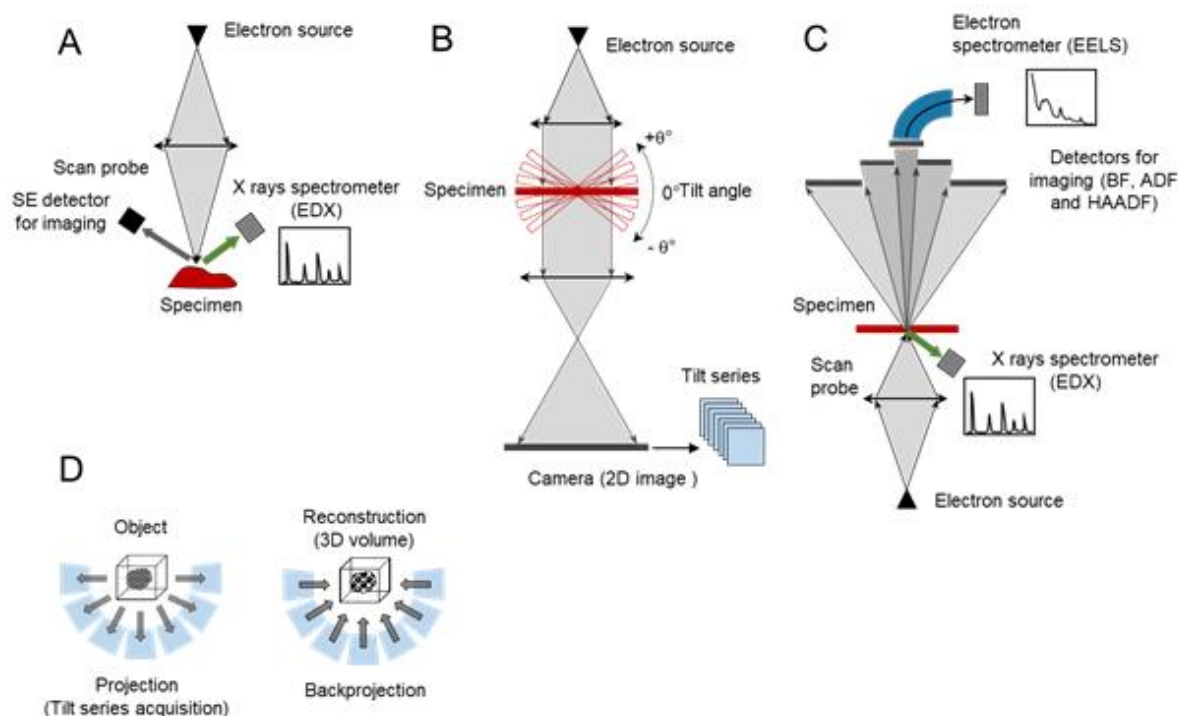 A
Electron source
Scan probe
SE detector
for imaging
X rays spectrometer
(EDX)
Specimen
B
Electron source
+θ°
Specimen
0°Tilt angle
- θ°
Tilt series
Camera (2D image )
C
Electron
spectrometer (EELS)
Detectors for
imaging (BF, ADF
and HAADF)
Specimen
Scan
probe
X rays spectrometer
(EDX)
Electron source
D
Object
Projection
(Tilt series acquisition)
Reconstruction
(3D volume)
Backprojection